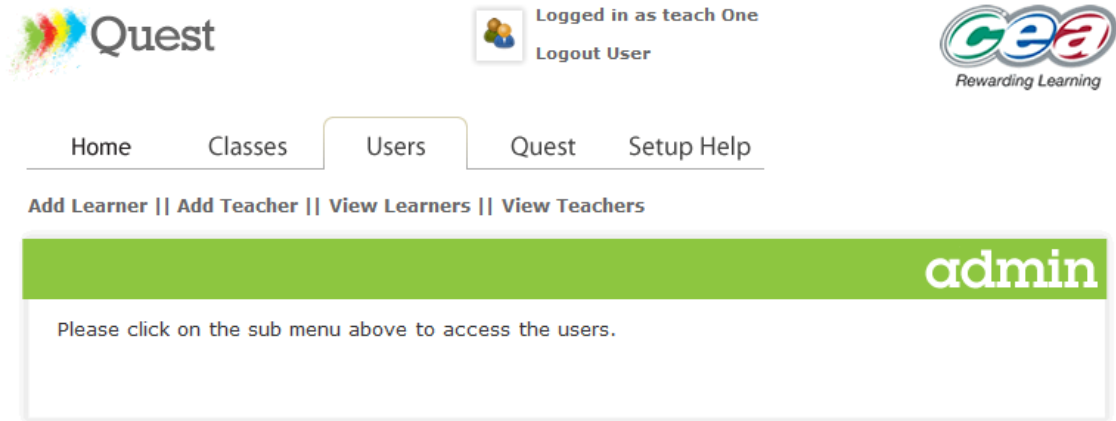 Quest
Logged in as teach One
Logout User
cea
Rewarding Learning
Home Classes Users Quest Setup Help
Add Learner || Add Teacher || View Learners || View Teachers
admin
Please click on the sub menu above to access the users.